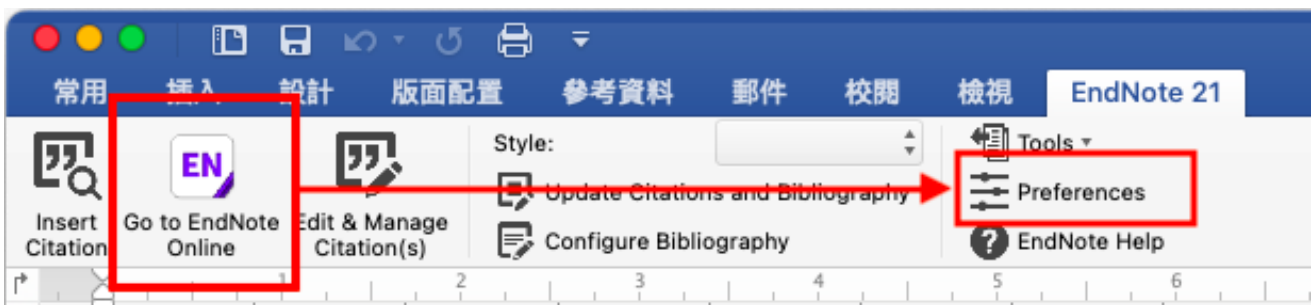 常用 插入 設計 版面配置 參考資料 郵件 校閱 檢視 EndNote 21
Insert Citation
EN Go to EndNote Online
Edit & Manage Citation(s)
Style:
Update Citations and Bibliography
Configure Bibliography
Tools
Preferences
EndNote Help
1 2 3 4 5 6